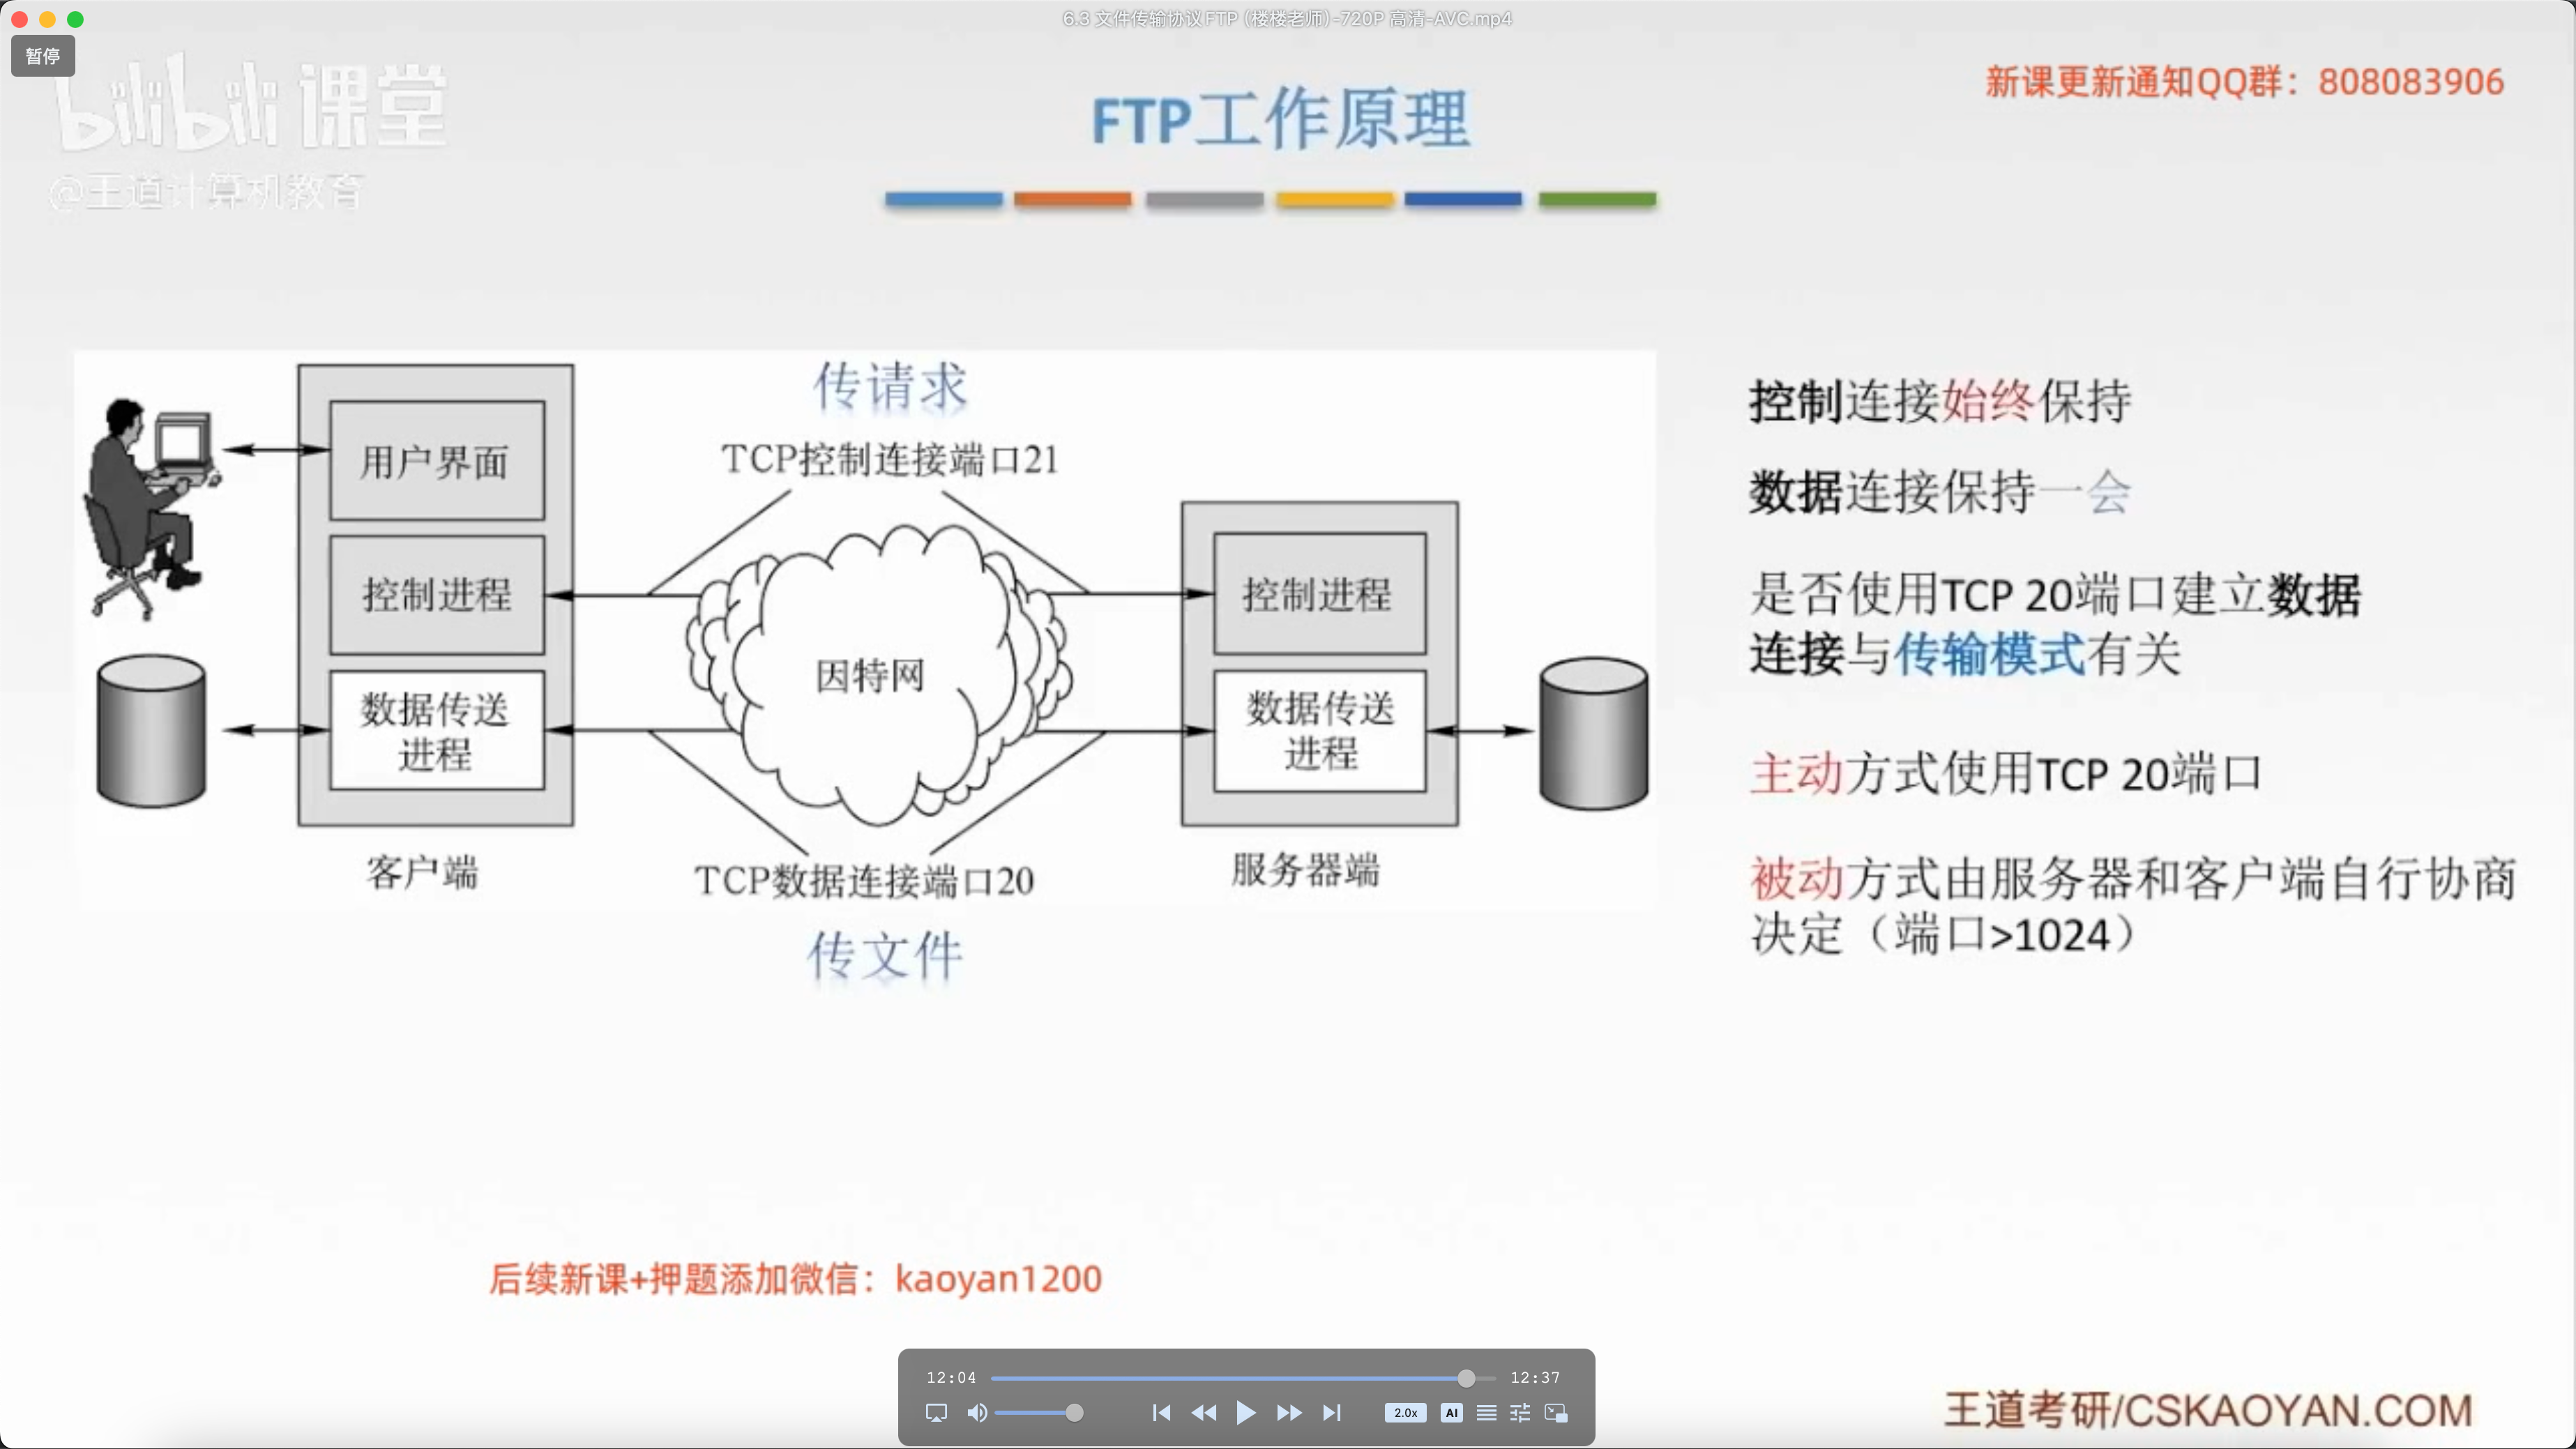 6.3 文件传输协议FTP (楼楼老师)-720P 高清-AVC.mp4
暂停
bilibili 课堂
@王道计算机教育
新课更新通知QQ群：808083906
FTP工作原理
传请求
TCP控制连接端口21
用户界面
控制进程
数据传送
进程
客户端
因特网
控制进程
数据传送
进程
服务器端
TCP数据连接端口20
传文件
控制连接始终保持
数据连接保持一会
是否使用TCP 20端口建立数据
连接与传输模式有关
主动方式使用TCP 20端口
被动方式由服务器和客户端自行协商
决定（端口>1024）
后续新课+押题添加微信：kaoyan1200
12:04
12:37
2.0x
AI
王道考研/CSKAOYAN.COM